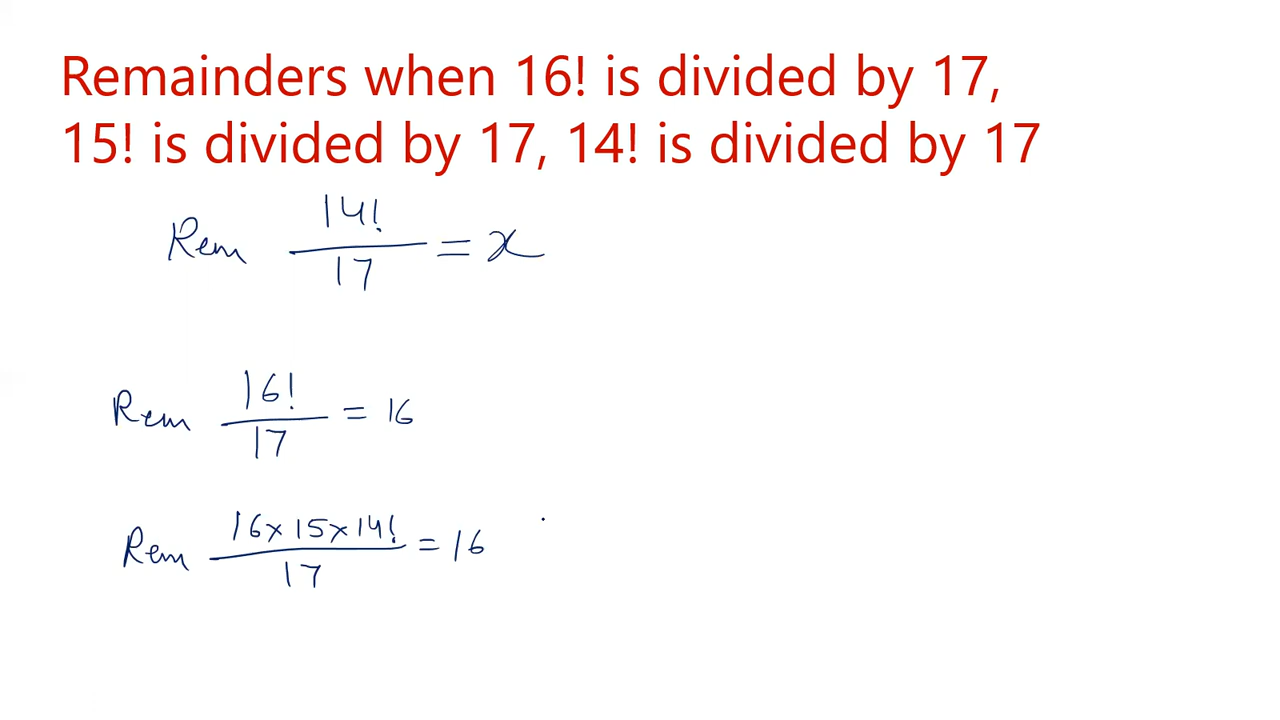 Remainders when 16! is divided by 17,
15! is divided by 17, 14! is divided by 17
Rem 14!/17 = x
Rem 16!/17 = 16
Rem 16×15×14!/17 = 16